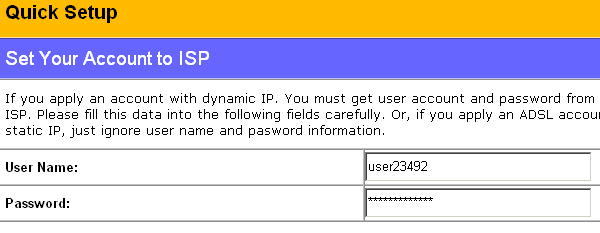 Quick Setup
Set Your Account to ISP
If you apply an account with dynamic IP. You must get user account and password from
ISP. Please fill this data into the following fields carefully. Or, if you apply an ADSL accou
static IP, just ignore user name and pasword information.
User Name: user23492
Password: *************